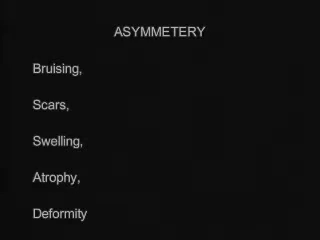 ASYMMETERY
Bruising,
Scars,
Swelling,
Atrophy,
Deformity